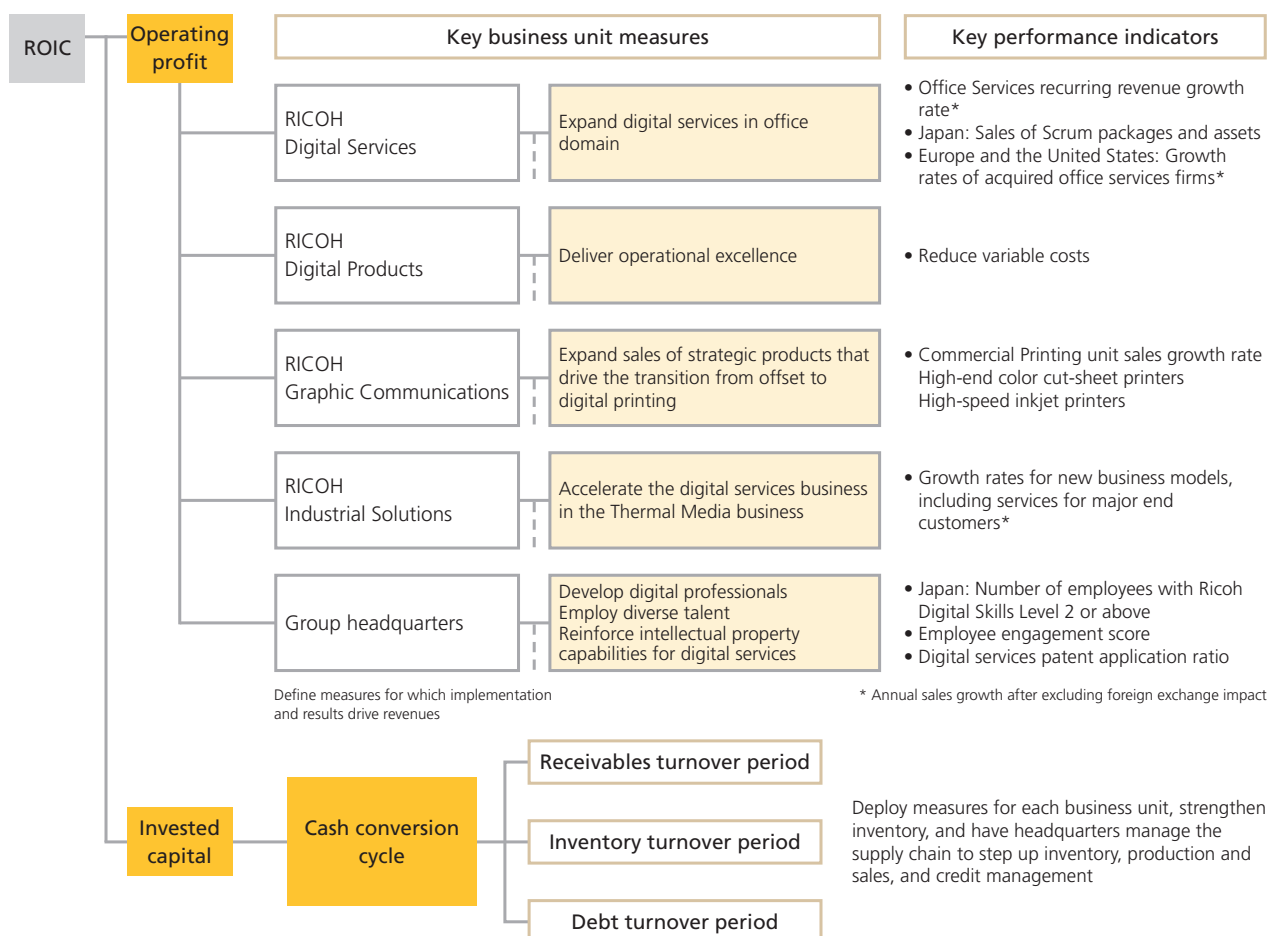 ROIC
Operating
profit
Key business unit measures
Key performance indicators
RICOH
Digital Services
Expand digital services in office
domain
• Office Services recurring revenue growth
rate*
• Japan: Sales of Scrum packages and assets
• Europe and the United States: Growth
rates of acquired office services firms*
RICOH
Digital Products
Deliver operational excellence
• Reduce variable costs
RICOH
Graphic Communications
Expand sales of strategic products that
drive the transition from offset to
digital printing
• Commercial Printing unit sales growth rate
High-end color cut-sheet printers
High-speed inkjet printers
RICOH
Industrial Solutions
Accelerate the digital services business
in the Thermal Media business
• Growth rates for new business models,
including services for major end
customers*
Group headquarters
Develop digital professionals
Employ diverse talent
Reinforce intellectual property
capabilities for digital services
• Japan: Number of employees with Ricoh
Digital Skills Level 2 or above
• Employee engagement score
• Digital services patent application ratio
Define measures for which implementation
and results drive revenues
* Annual sales growth after excluding foreign exchange impact
Invested
capital
Cash conversion
cycle
Receivables turnover period
Inventory turnover period
Debt turnover period
Deploy measures for each business unit, strengthen
inventory, and have headquarters manage the
supply chain to step up inventory, production and
sales, and credit management